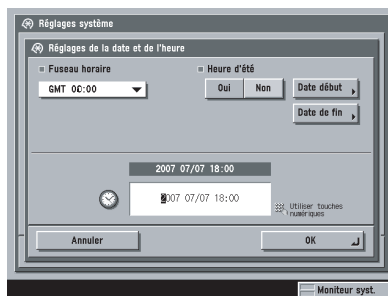 Réglages système
Réglages de la date et de l'heure
Fuseau horaire
Heure d'été
GMT 00:00
Oui Non
Date début
Date de fin
2007 07/07 18:00
2007 07/07 18:00
Utiliser touches
numériques
Annuler
OK
Moniteur syst.